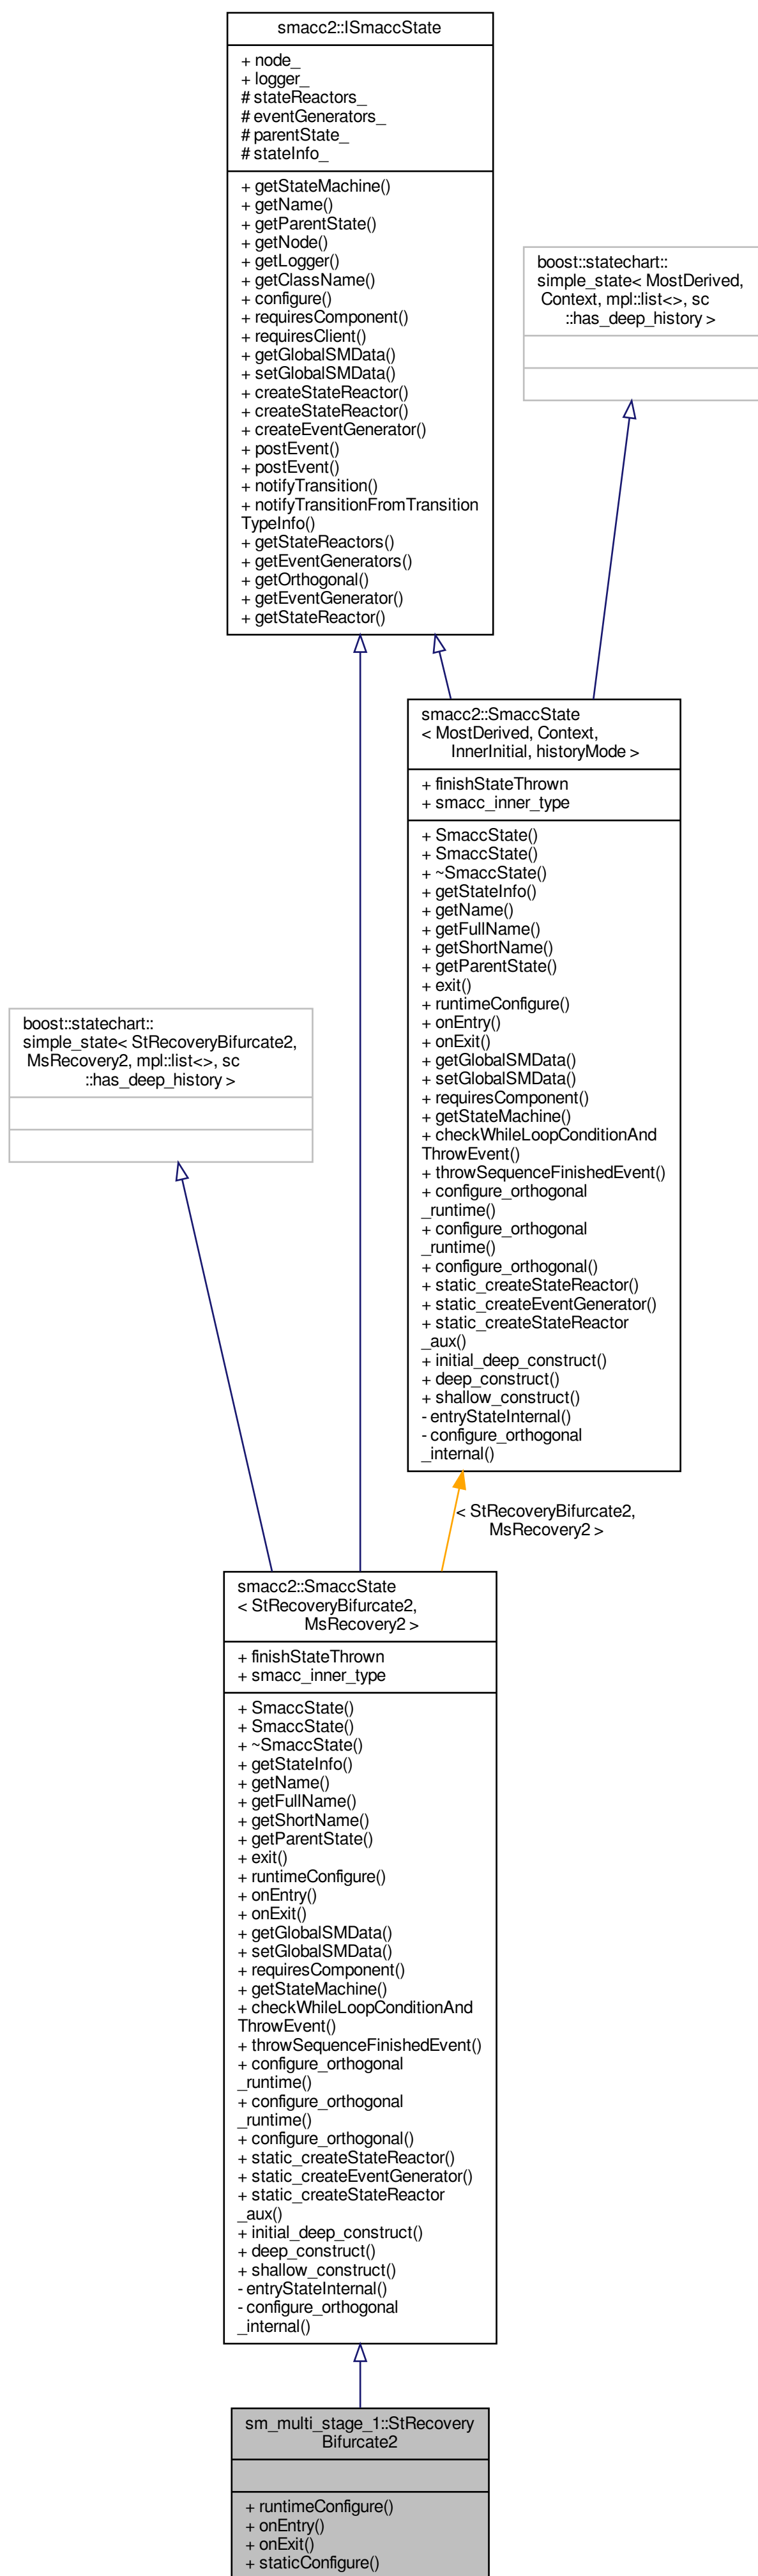 smacc2::ISmaccState
+ node_
+ logger_
# stateReactors_
# eventGenerators_
# parentState_
# stateInfo_
+ getStateMachine()
+ getName()
+ getParentState()
+ getNode()
+ getLogger()
+ getClassName()
+ configure()
+ requiresComponent()
+ requiresClient()
+ getGlobalSMData()
+ setGlobalSMData()
+ createStateReactor()
+ createStateReactor()
+ createEventGenerator()
+ postEvent()
+ postEvent()
+ notifyTransition()
+ notifyTransitionFromTransition
TypeInfo()
+ getStateReactors()
+ getEventGenerators()
+ getOrthogonal()
+ getEventGenerator()
+ getStateReactor()
boost::statechart::
simple_state< MostDerived,
Context, mpl::list<>, sc
::has_deep_history >
smacc2::SmaccState
< MostDerived, Context,
InnerInitial, historyMode >
+ finishStateThrown
+ smacc_inner_type
+ SmaccState()
+ SmaccState()
+ ~SmaccState()
+ getStateInfo()
+ getName()
+ getFullName()
+ getShortName()
+ getParentState()
+ exit()
+ runtimeConfigure()
+ onEntry()
+ onExit()
+ getGlobalSMData()
+ setGlobalSMData()
+ requiresComponent()
+ getStateMachine()
+ checkWhileLoopConditionAnd
ThrowEvent()
+ throwSequenceFinishedEvent()
+ configure_orthogonal
_runtime()
+ configure_orthogonal
_runtime()
+ configure_orthogonal()
+ static_createStateReactor()
+ static_createEventGenerator()
+ static_createStateReactor
_aux()
+ initial_deep_construct()
+ deep_construct()
+ shallow_construct()
- entryStateInternal()
- configure_orthogonal
_internal()
boost::statechart::
simple_state< StRecoveryBifurcate2,
MsRecovery2, mpl::list<>, sc
::has_deep_history >
< StRecoveryBifurcate2,
MsRecovery2 >
smacc2::SmaccState
< StRecoveryBifurcate2,
MsRecovery2 >
+ finishStateThrown
+ smacc_inner_type
+ SmaccState()
+ SmaccState()
+ ~SmaccState()
+ getStateInfo()
+ getName()
+ getFullName()
+ getShortName()
+ getParentState()
+ exit()
+ runtimeConfigure()
+ onEntry()
+ onExit()
+ getGlobalSMData()
+ setGlobalSMData()
+ requiresComponent()
+ getStateMachine()
+ checkWhileLoopConditionAnd
ThrowEvent()
+ throwSequenceFinishedEvent()
+ configure_orthogonal
_runtime()
+ configure_orthogonal
_runtime()
+ configure_orthogonal()
+ static_createStateReactor()
+ static_createEventGenerator()
+ static_createStateReactor
_aux()
+ initial_deep_construct()
+ deep_construct()
+ shallow_construct()
- entryStateInternal()
- configure_orthogonal
_internal()
sm_multi_stage_1::StRecovery
Bifurcate2
+ runtimeConfigure()
+ onEntry()
+ onExit()
+ staticConfigure()